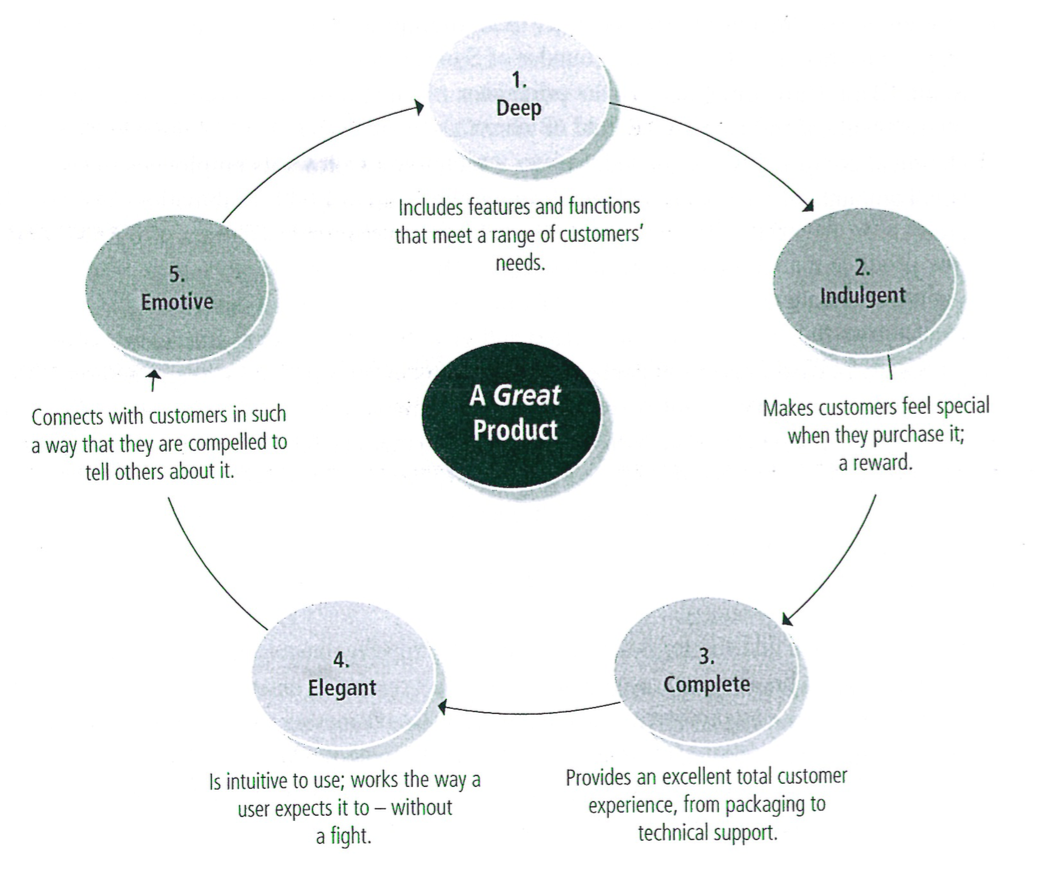 1.
Deep
Includes features and functions
that meet a range of customers'
needs.
2.
Indulgent
Makes customers feel special
when they purchase it;
a reward.
3.
Complete
Provides an excellent total customer
experience, from packaging to
technical support.
4.
Elegant
Is intuitive to use; works the way a
user expects it to – without
a fight.
5.
Emotive
Connects with customers in such
a way that they are compelled to
tell others about it.
A Great
Product